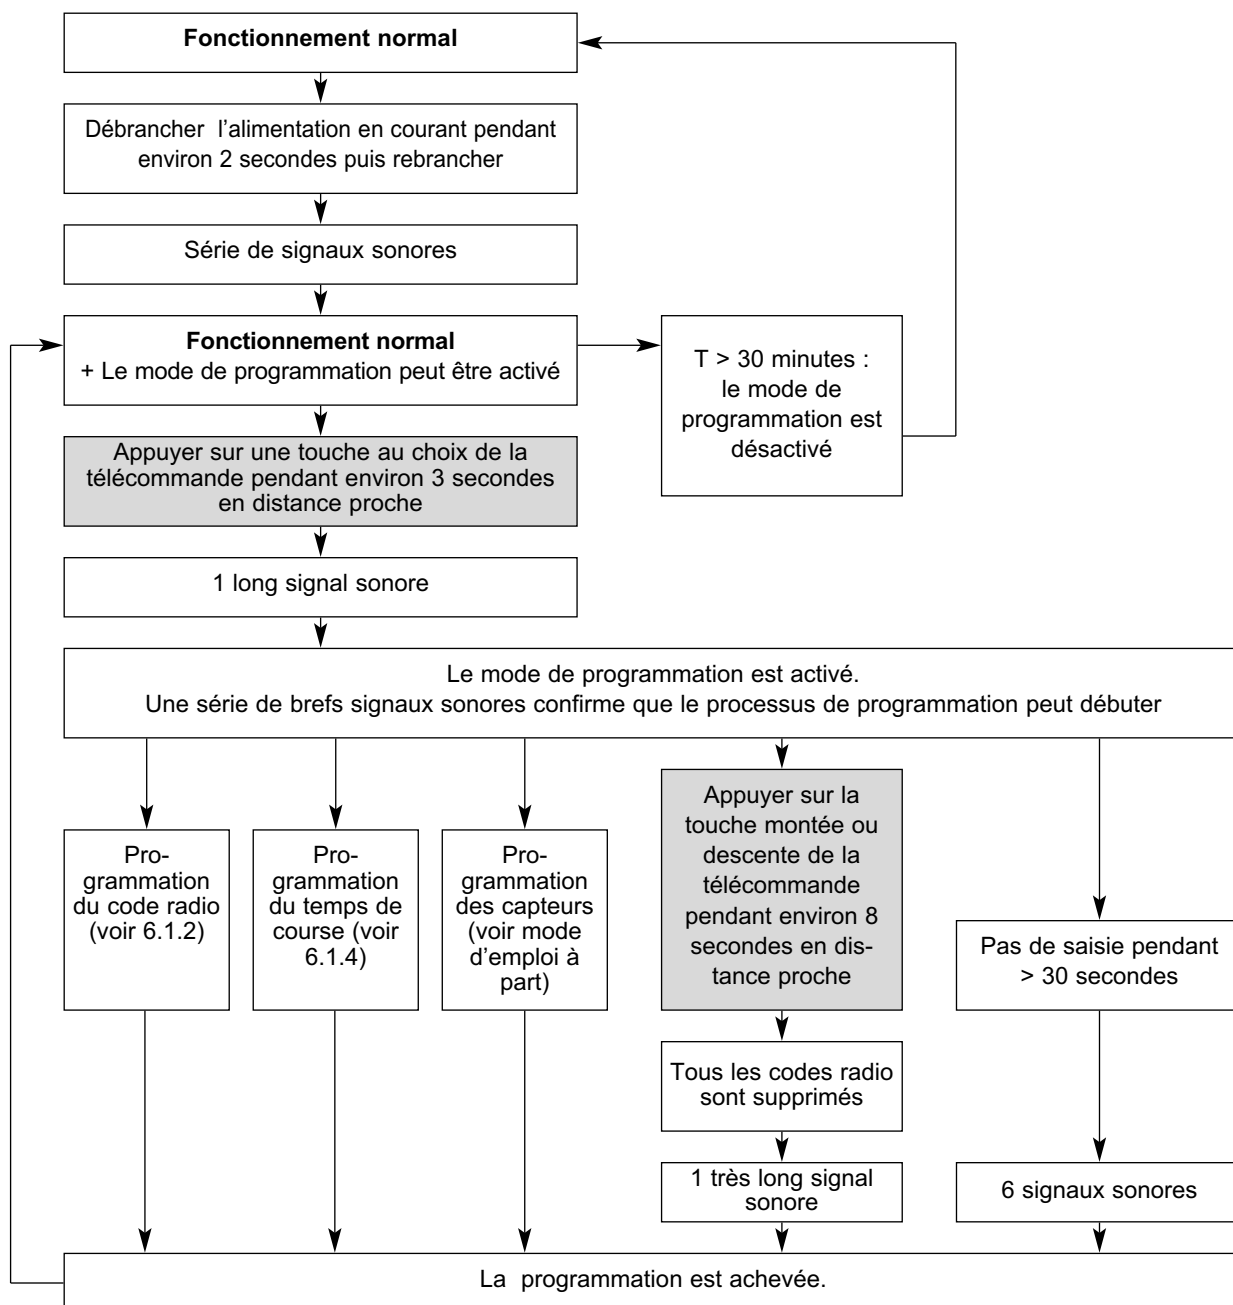 Fonctionnement normal
Débrancher l’alimentation en courant pendant
environ 2 secondes puis rebrancher
Série de signaux sonores
Fonctionnement normal
+ Le mode de programmation peut être activé
T > 30 minutes :
le mode de
programmation est
désactivé
Appuyer sur une touche au choix de la
télécommande pendant environ 3 secondes
en distance proche
1 long signal sonore
Le mode de programmation est activé.
Une série de brefs signaux sonores confirme que le processus de programmation peut débuter
Pro-
grammation
du code radio
(voir 6.1.2)
Pro-
grammation
du temps de
course (voir
6.1.4)
Pro-
grammation
des capteurs
(voir mode
d’emploi à
part)
Appuyer sur la
touche montée ou
descente de la
télécommande
pendant environ 8
secondes en dis-
tance proche
Pas de saisie pendant
> 30 secondes
Tous les codes radio
sont supprimés
1 très long signal
sonore
6 signaux sonores
La programmation est achevée.